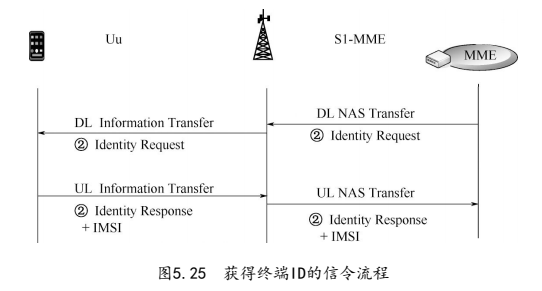 Uu
S1-MME
MME
DL Information Transfer
② Identity Request
DL NAS Transfer
② Identity Request
UL Information Transfer
② Identity Response
+ IMSI
UL NAS Transfer
② Identity Response
+ IMSI
图5.25 获得终端ID的信令流程